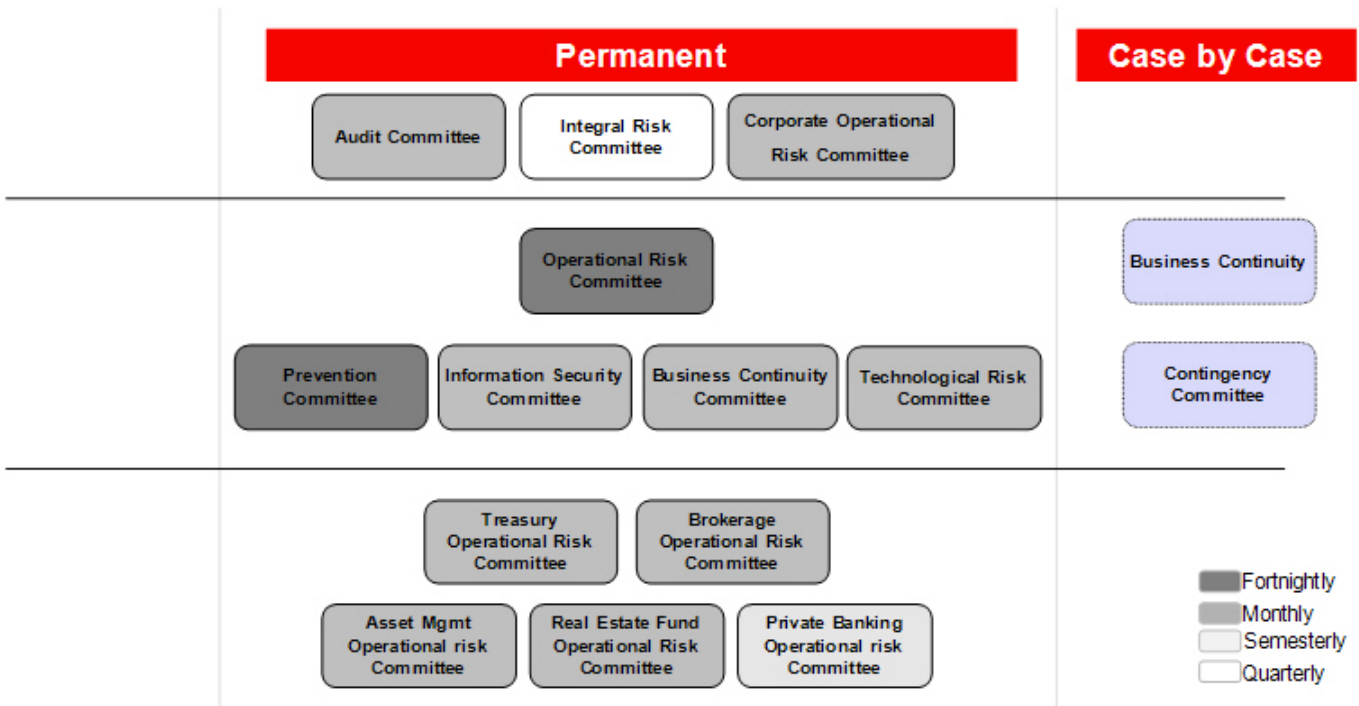 Permanent
Case by Case
Audit Committee
Integral Risk
Committee
Corporate Operational
Risk Committee
Operational Risk
Committee
Business Continuity
Prevention
Committee
Information Security
Committee
Business Continuity
Committee
Technological Risk
Committee
Contingency
Committee
Treasury
Operational Risk
Committee
Brokerage
Operational Risk
Committee
Asset Mgmt
Operational risk
Committee
Real Estate Fund
Operational Risk
Committee
Private Banking
Operational risk
Committee
Fortnightly
Monthly
Semesterly
Quarterly